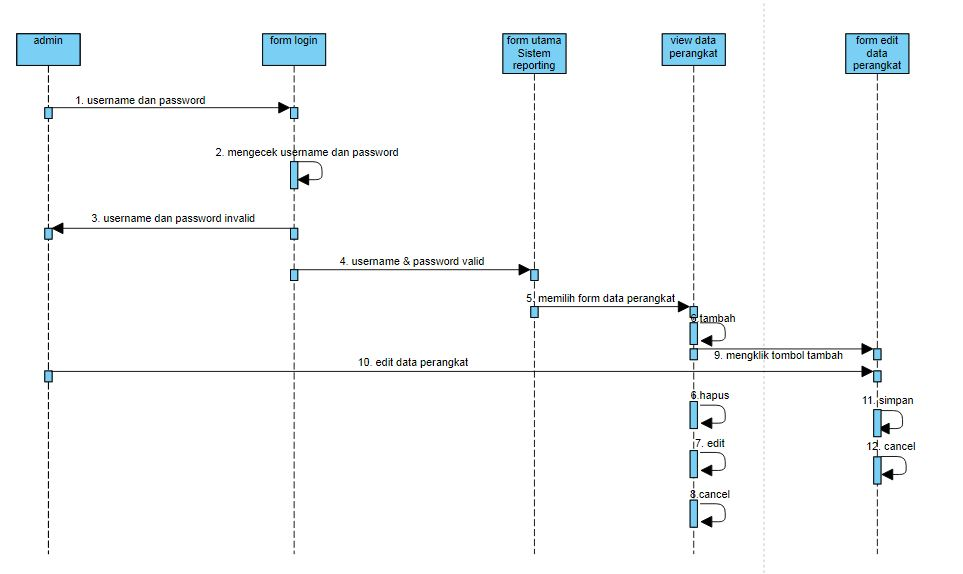 admin
form login
form utama
Sistem
reporting
view data
perangkat
form edit
data
perangkat
1. username dan password
2. mengecek username dan password
3. username dan password invalid
4. username & password valid
5. memilih form data perangkat
6.tambah
9. mengklik tombol tambah
10. edit data perangkat
6.hapus
11. simpan
7. edit
12. cancel
8.cancel